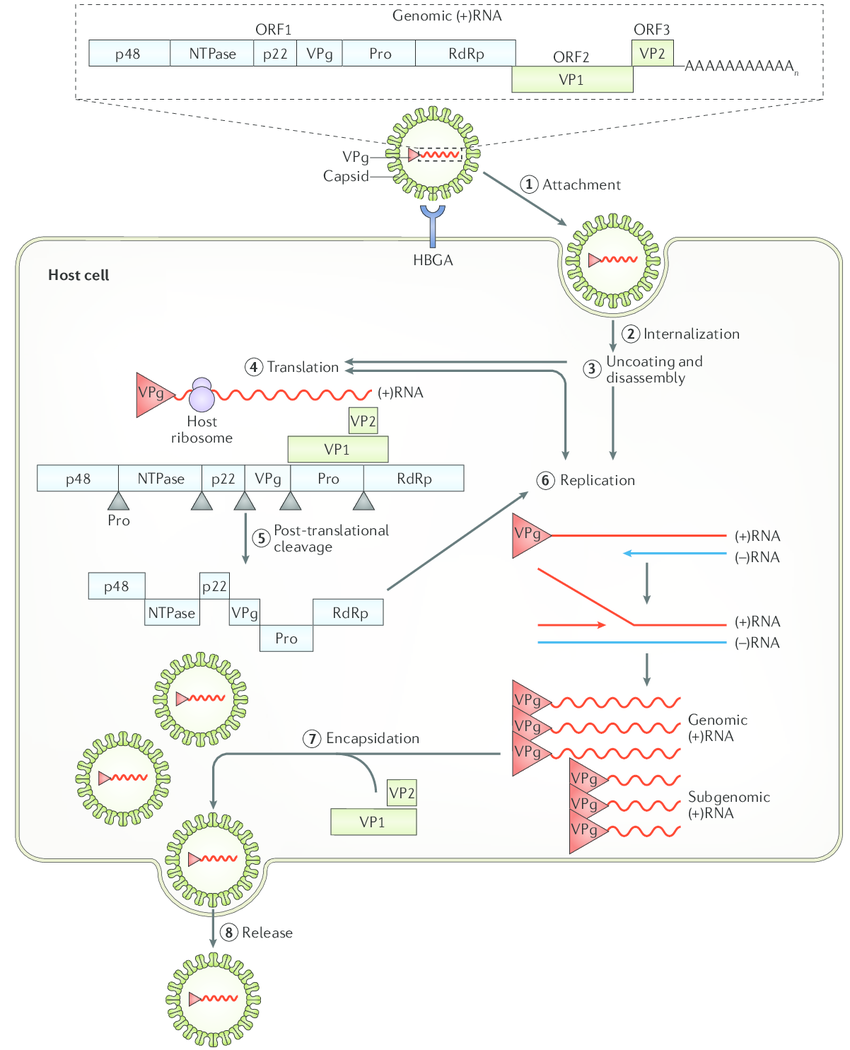 Genomic (+)RNA
ORF1
ORF3
p48
NTPase
p22
VPg
Pro
RdRp
ORF2
VP2
VP1
AAAAAAAAAAAn
VPg
Capsid
1 Attachment
HBGA
Host cell
2 Internalization
3 Uncoating and
disassembly
4 Translation
VPg
(+)RNA
Host
ribosome
VP2
VP1
p48
NTPase
p22
VPg
Pro
RdRp
Pro
5 Post-translational
cleavage
6 Replication
VPg
(+)RNA
(–)RNA
p48
p22
NTPase
VPg
RdRp
Pro
(+)RNA
(–)RNA
VPg
VPg
VPg
Genomic
(+)RNA
VPg
VPg
VPg
Subgenomic
(+)RNA
7 Encapsidation
VP2
VP1
8 Release